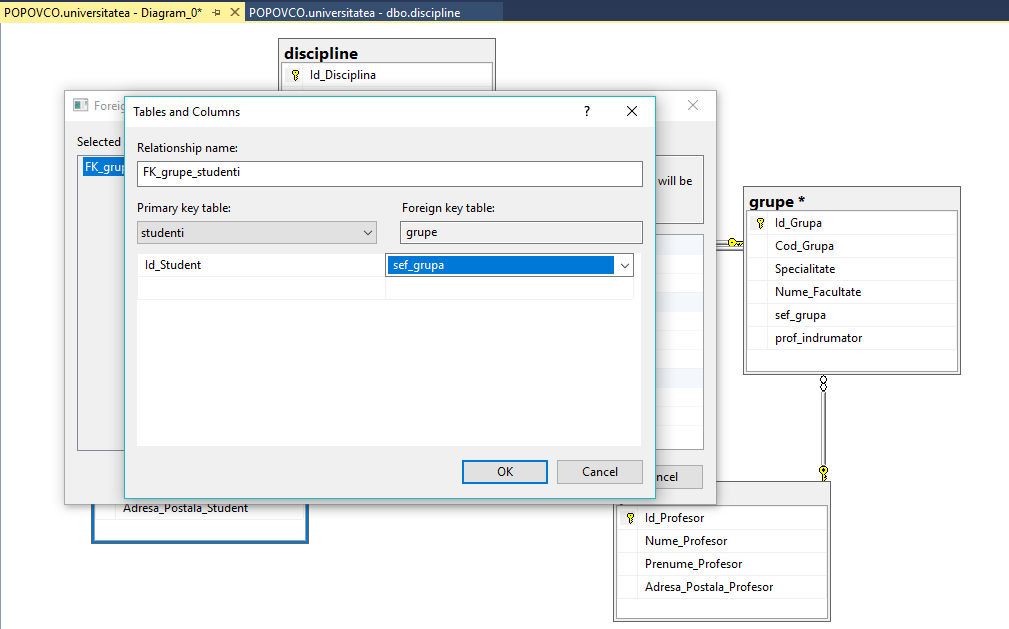 POPOVCO.universitatea - Diagram_0*
POPOVCO.universitatea - dbo.discipline
discipline
Id_Disciplina
Foreig
Selected
FK_grup
will be
ncel
Tables and Columns
?
Relationship name:
FK_grupe_studenti
Primary key table:
Foreign key table:
studenti
grupe
Id_Student
sef_grupa
OK
Cancel
grupe *
Id_Grupa
Cod_Grupa
Specialitate
Nume_Facultate
sef_grupa
prof_indrumator
Adresa_Postala_Student
Id_Profesor
Nume_Profesor
Prenume_Profesor
Adresa_Postala_Profesor